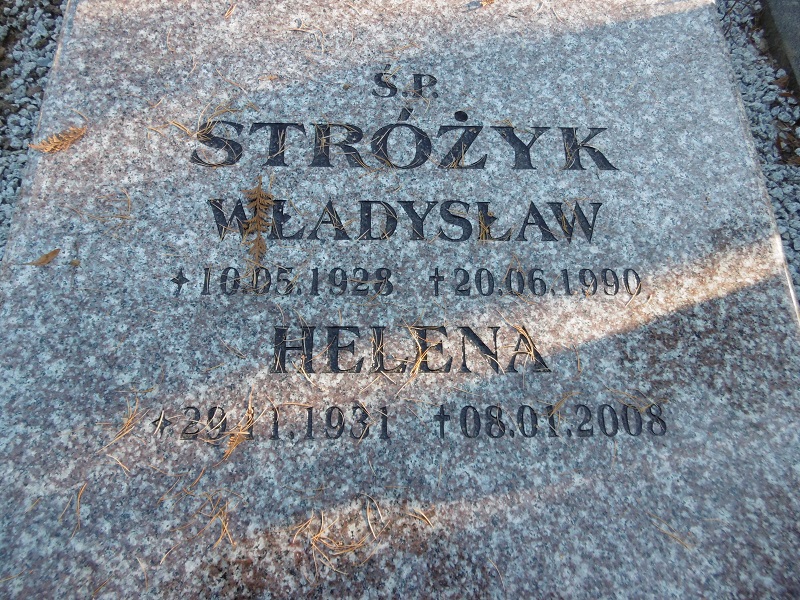 Ś.P.
STRÓŻYK
WŁADYSŁAW
✦10.05.1928 ✝20.06.1990
HELENA
✦29.11.1931 ✝08.01.2008